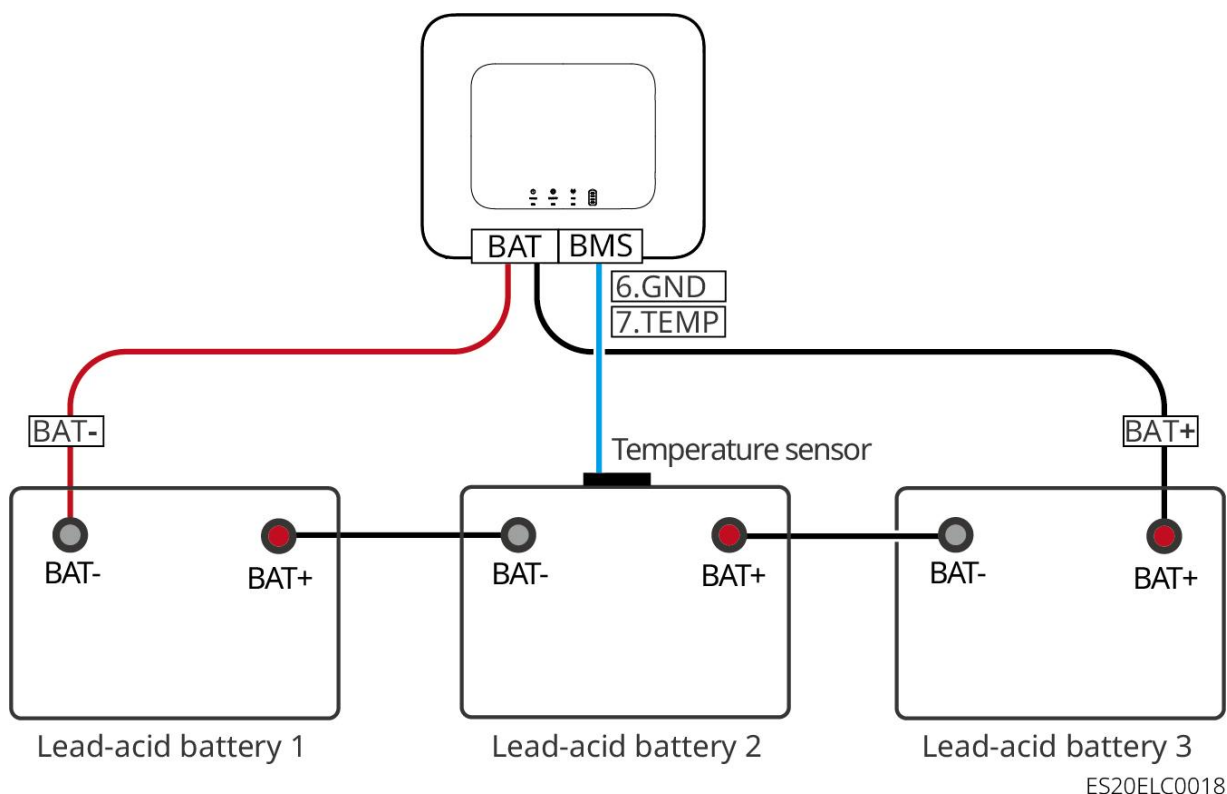 BAT BMS
6.GND
7.TEMP
BAT- BAT+
Temperature sensor
BAT- BAT+ BAT- BAT+ BAT- BAT+
Lead-acid battery 1 Lead-acid battery 2 Lead-acid battery 3
ES20ELC0018